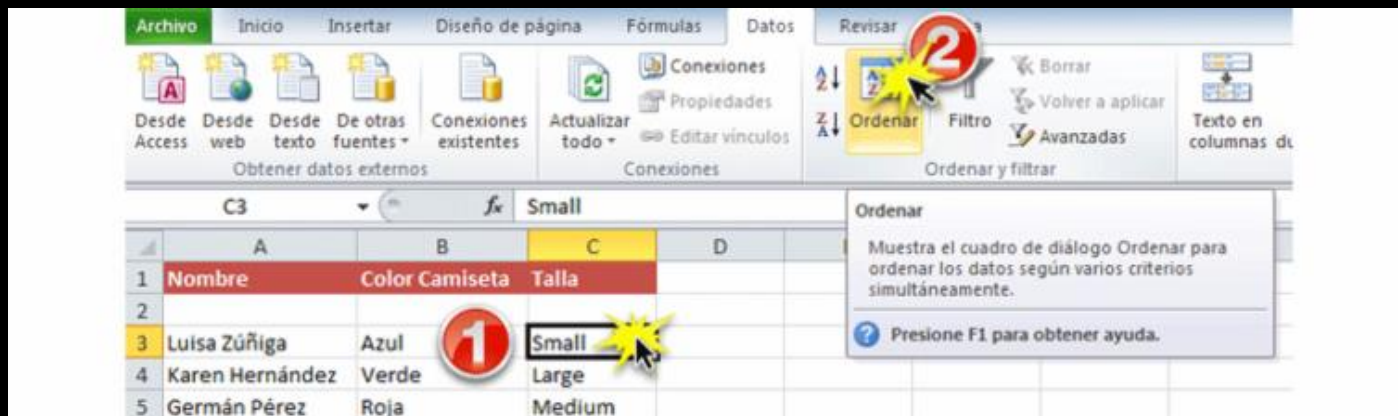 Archivo Inicio Insertar Diseño de página Fórmulas Datos Revisar
Desde Access
Desde web
Desde texto
De otras fuentes
Conexiones existentes
Actualizar todo
Conexiones
Propiedades
Editar vínculos
Ordenar
Filtro
Borrar
Volver a aplicar
Avanzadas
Texto en columnas
Obtener datos externos Conexiones Ordenar y filtrar
C3 fx Small
A B C D
1 Nombre Color Camiseta Talla
2
3 Luisa Zúñiga Azul Small
4 Karen Hernández Verde Large
5 Germán Pérez Roja Medium
1
2
Ordenar
Muestra el cuadro de diálogo Ordenar para
ordenar los datos según varios criterios
simultáneamente.
Presione F1 para obtener ayuda.